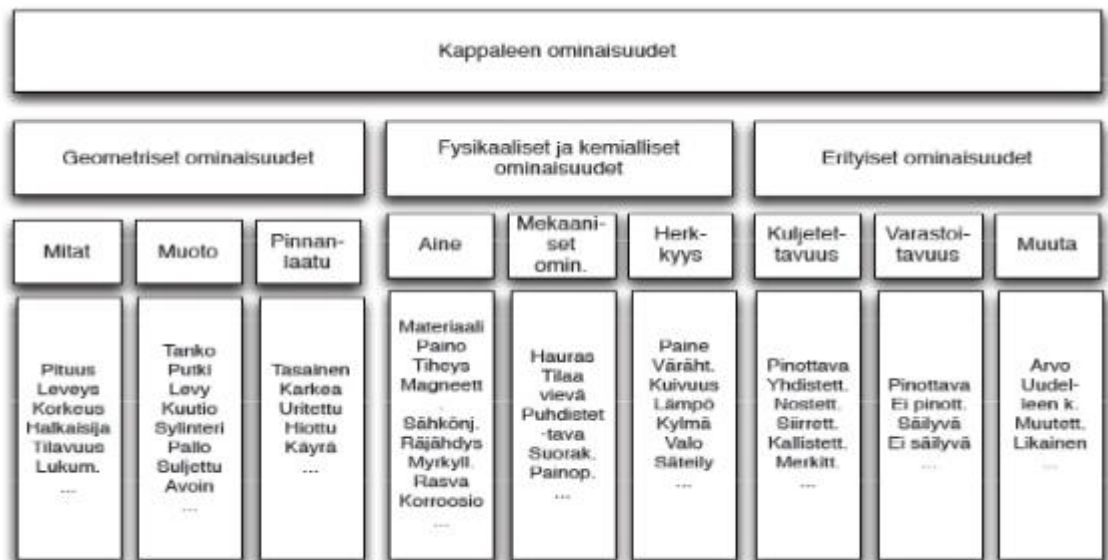 Kappaleen ominaisuudet
Geometriset ominaisuudet
Fysikaaliset ja kemialliset
ominaisuudet
Erityiset ominaisuudet
Mitat
Muoto
Pinnan-
laatu
Aine
Mekaani-
set
omin.
Herk-
kyys
Kuljetet-
tavuus
Varastoi-
tavuus
Muuta
Pituus
Leveys
Korkeus
Halkaisija
Tilavuus
Lukum.
...
Tanko
Putki
Levy
Kuutio
Sylinteri
Pallo
Suljettu
Avoin
...
Tasainen
Karkea
Uritettu
Hiottu
Käyrä
...
Materiaali
Paino
Tiheys
Magneett
.
Sähkönj.
Räjähdys
Myrkyll.
Rasva
Korroosio
...
Hauras
Tilaa
vievä
Puhdistet
-tava
Suorak.
Painop.
...
Paine
Väräht.
Kuivuus
Lämpö
Kylmä
Valo
Säteily
...
Pinottava
Yhdistett.
Nostett.
Siirrett.
Kallistett.
Merkitt.
...
Pinottava
Ei pinott.
Säilyvä
Ei säilyvä
...
Arvo
Uudel-
leen k.
Muutett.
Likainen
...